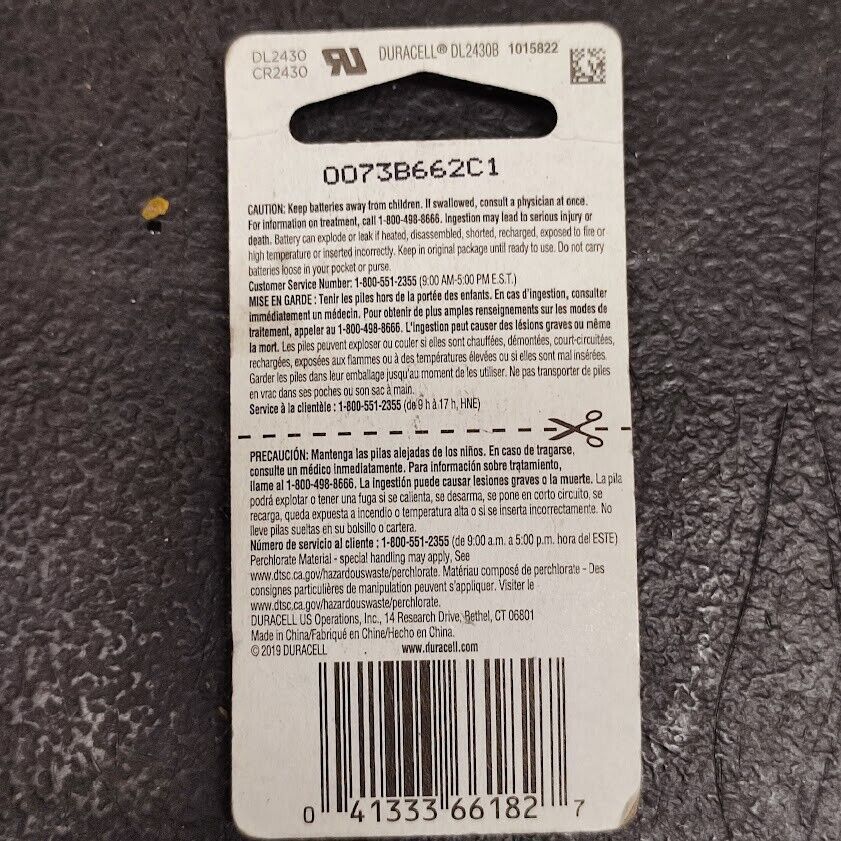 DL2430
CR2430
DURACELL® DL2430B 1015822
0073B662C1
CAUTION: Keep batteries away from children. If swallowed, consult a physician at once.
For information on treatment, call 1-800-498-8666. Ingestion may lead to serious injury or
death. Battery can explode or leak if heated, disassembled, shorted, recharged, exposed to fire or
high temperature or inserted incorrectly. Keep in original package until ready to use. Do not carry
batteries loose in your pocket or purse.
Customer Service Number: 1-800-551-2355 (9:00 AM-5:00 PM E.S.T.)
MISE EN GARDE : Tenir les piles hors de la portée des enfants. En cas d'ingestion, consulter
immédiatement un médecin. Pour obtenir de plus amples renseignements sur les modes de
traitement, appeler au 1-800-498-8666. L'ingestion peut causer des lésions graves ou même
la mort. Les piles peuvent exploser ou couler si elles sont chauffées, démontées, court-circuitées,
rechargées, exposées aux flammes ou à des températures élevées ou si elles sont mal insérées.
Garder les piles dans leur emballage jusqu'au moment de les utiliser. Ne pas transporter de piles
en vrac dans ses poches ou son sac à main.
Service à la clientèle : 1-800-551-2355 (de 9 h à 17 h, HNE)
PRECAUCIÓN: Mantenga las pilas alejadas de los niños. En caso de tragarse,
consulte un médico inmediatamente. Para información sobre tratamiento,
llame al 1-800-498-8666. La ingestión puede causar lesiones graves o la muerte. La pila
podrá explotar o tener una fuga si se calienta, se desarma, se pone en corto circuito, se
recarga, queda expuesta a incendio o temperatura alta o si se inserta incorrectamente. No
lleve pilas sueltas en su bolsillo o cartera.
Número de servicio al cliente : 1-800-551-2355 (de 9:00 a.m. a 5:00 p.m. hora del ESTE)
Perchlorate Material - special handling may apply, See
www.dtsc.ca.gov/hazardouswaste/perchlorate. Matériau composé de perchlorate - Des
consignes particulières de manipulation peuvent s'appliquer. Visiter le
www.dtsc.ca.gov/hazardouswaste/perchlorate.
DURACELL US Operations, Inc., 14 Research Drive, Bethel, CT 06801
Made in China/Fabriqué en Chine/Hecho en China.
© 2019 DURACELL www.duracell.com
0 41333 66182 7